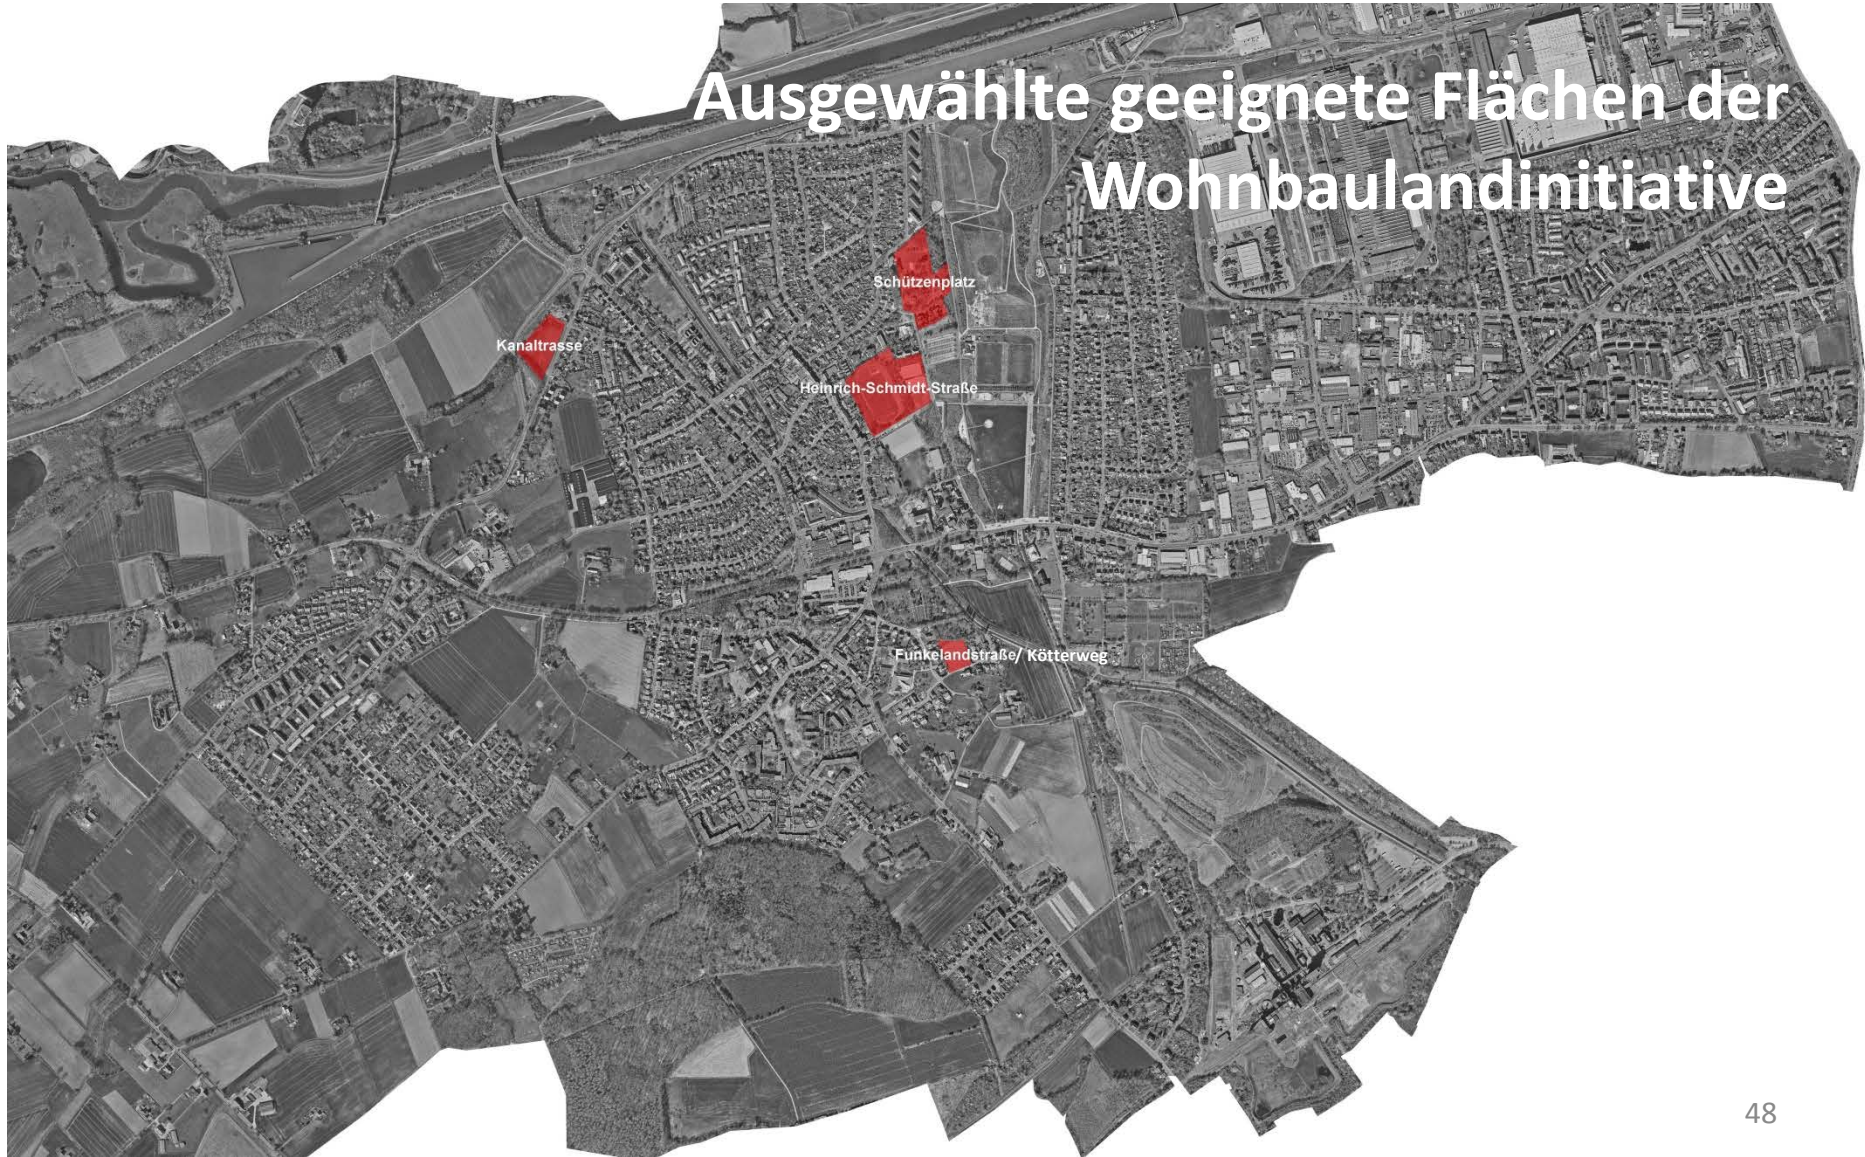 Ausgewählte geeignete Flächen der
Wohnbaulandinitiative
Schützenplatz
Kanaltrasse
Heinrich-Schmidt-Straße
Funkelandstraße/ Kötterweg
48